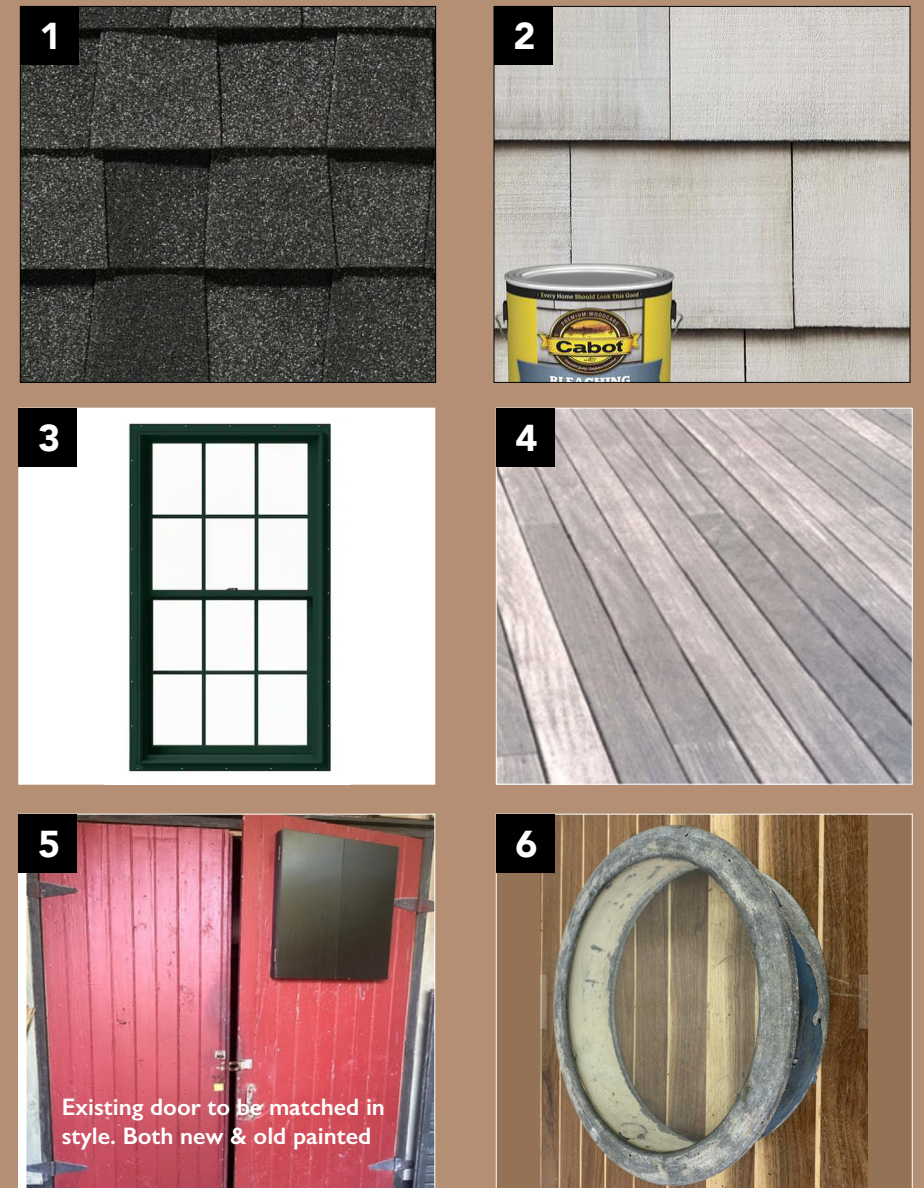 1
2
Every Home Should Look This Good
PREMIUM WOODCARE
Cabot
BLEACHING
3
4
5
6
Existing door to be matched in
style. Both new & old painted